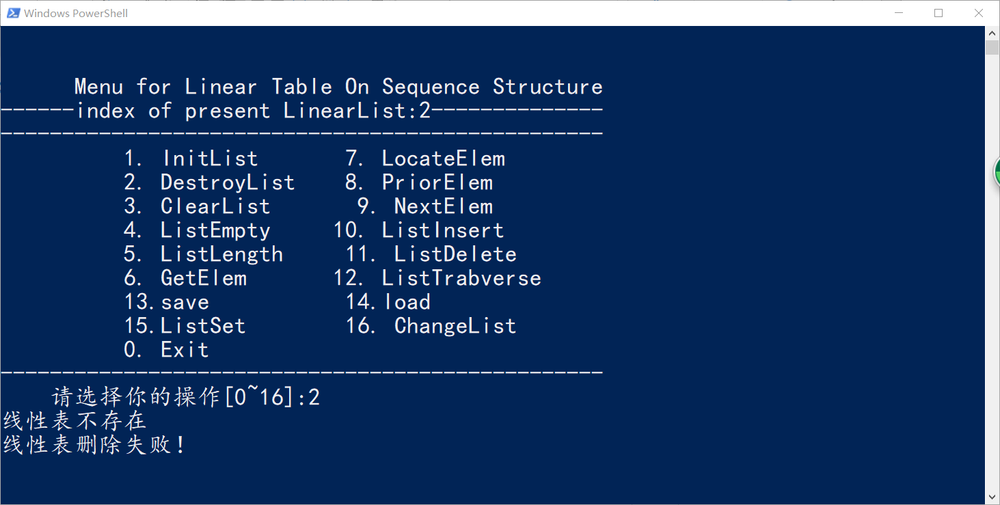 Windows PowerShell
Menu for Linear Table On Sequence Structure
------index of present LinearList:2--------------
-------------------------------------------------
1. InitList 7. LocateElem
2. DestroyList 8. PriorElem
3. ClearList 9. NextElem
4. ListEmpty 10. ListInsert
5. ListLength 11. ListDelete
6. GetElem 12. ListTrabverse
13.save 14.load
15.ListSet 16. ChangeList
0. Exit
-------------------------------------------------
请选择你的操作[0~16]:2
线性表不存在
线性表删除失败!